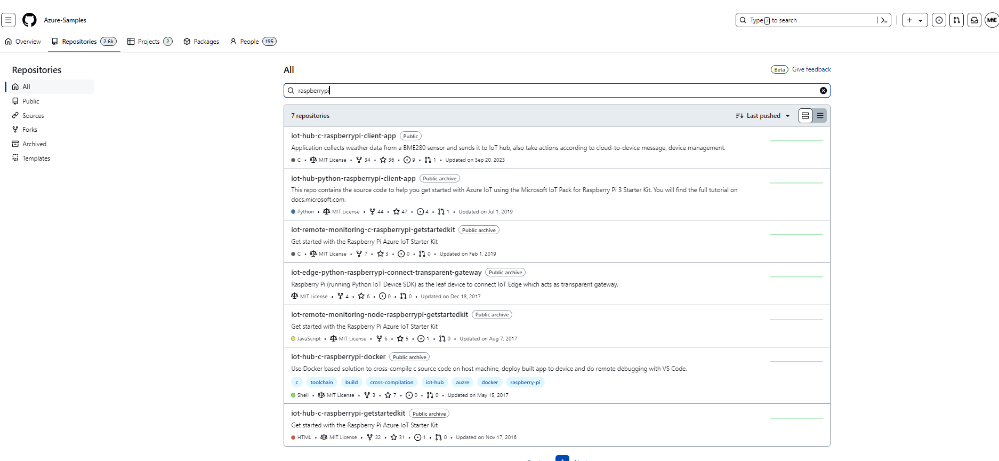 Azure-Samples
Type / to search
Overview
Repositories 2.6k
Projects 2
Packages
People 195
Repositories
All
Public
Sources
Forks
Archived
Templates
All
Beta Give feedback
raspberrypi
7 repositories
Last pushed
iot-hub-c-raspberrypi-client-app Public
Application collects weather data from a BME280 sensor and sends it to IoT hub, also take actions according to cloud-to-device message, device management.
C • MIT License • 34 • 36 • 9 • 1 • Updated on Sep 20, 2023
iot-hub-python-raspberrypi-client-app Public archive
This repo contains the source code to help you get started with Azure IoT using the Microsoft IoT Pack for Raspberry Pi 3 Starter Kit. You will find the full tutorial on
docs.microsoft.com.
Python • MIT License • 44 • 47 • 4 • 1 • Updated on Jul 1, 2019
iot-remote-monitoring-c-raspberrypi-getstartedkit Public archive
Get started with the Raspberry Pi Azure IoT Starter Kit
C • MIT License • 7 • 3 • 0 • 0 • Updated on Feb 1, 2019
iot-edge-python-raspberrypi-connect-transparent-gateway Public archive
Raspberry Pi (running Python IoT Device SDK) as the leaf device to connect IoT Edge which acts as transparent gateway.
MIT License • 4 • 6 • 0 • 0 • Updated on Dec 18, 2017
iot-remote-monitoring-node-raspberrypi-getstartedkit Public archive
Get started with the Raspberry Pi Azure IoT Starter Kit
JavaScript • MIT License • 6 • 5 • 1 • 0 • Updated on Aug 7, 2017
iot-hub-c-raspberrypi-docker Public archive
Use Docker based solution to cross-compile c source code on host machine, deploy built app to device and do remote debugging with VS Code.
c toolchain build cross-compilation iot-hub auzre docker raspberry-pi
Shell • MIT License • 3 • 7 • 0 • 0 • Updated on May 15, 2017
iot-hub-c-raspberrypi-getstartedkit Public archive
Get started with the Raspberry Pi Azure IoT Starter Kit
HTML • MIT License • 22 • 31 • 1 • 0 • Updated on Nov 17, 2016